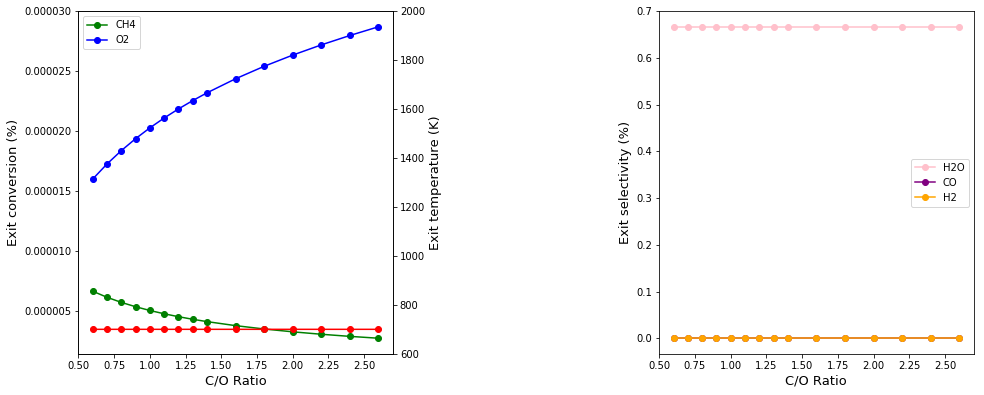 CH4
O2
0.000030
0.000025
0.000020
0.000015
0.000010
0.000005
Exit conversion (%)
0.50 0.75 1.00 1.25 1.50 1.75 2.00 2.25 2.50
C/O Ratio
2000
1800
1600
1400
1200
1000
800
600
Exit temperature (K)
0.7
0.6
0.5
0.4
0.3
0.2
0.1
0.0
Exit selectivity (%)
H2O
CO
H2
0.50 0.75 1.00 1.25 1.50 1.75 2.00 2.25 2.50
C/O Ratio